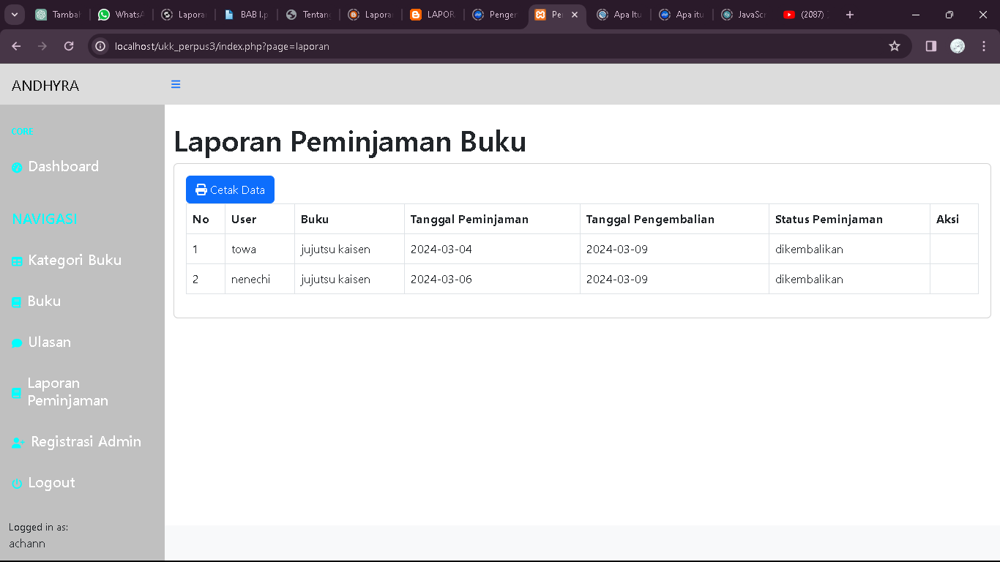 Tambah
WhatsA
Lapora
BAB I.p
Tentang
Lapora
LAPOR
Penger
Pe
Apa Itu
Apa itu
JavaScr
(2087)
localhost/ukk_perpus3/index.php?page=laporan
ANDHYRA
CORE
Dashboard
NAVIGASI
Kategori Buku
Buku
Ulasan
Laporan
Peminjaman
Registrasi Admin
Logout
Logged in as:
achann
Laporan Peminjaman Buku
Cetak Data
No User Buku Tanggal Peminjaman Tanggal Pengembalian Status Peminjaman Aksi
1 towa jujutsu kaisen 2024-03-04 2024-03-09 dikembalikan
2 nenechi jujutsu kaisen 2024-03-06 2024-03-09 dikembalikan